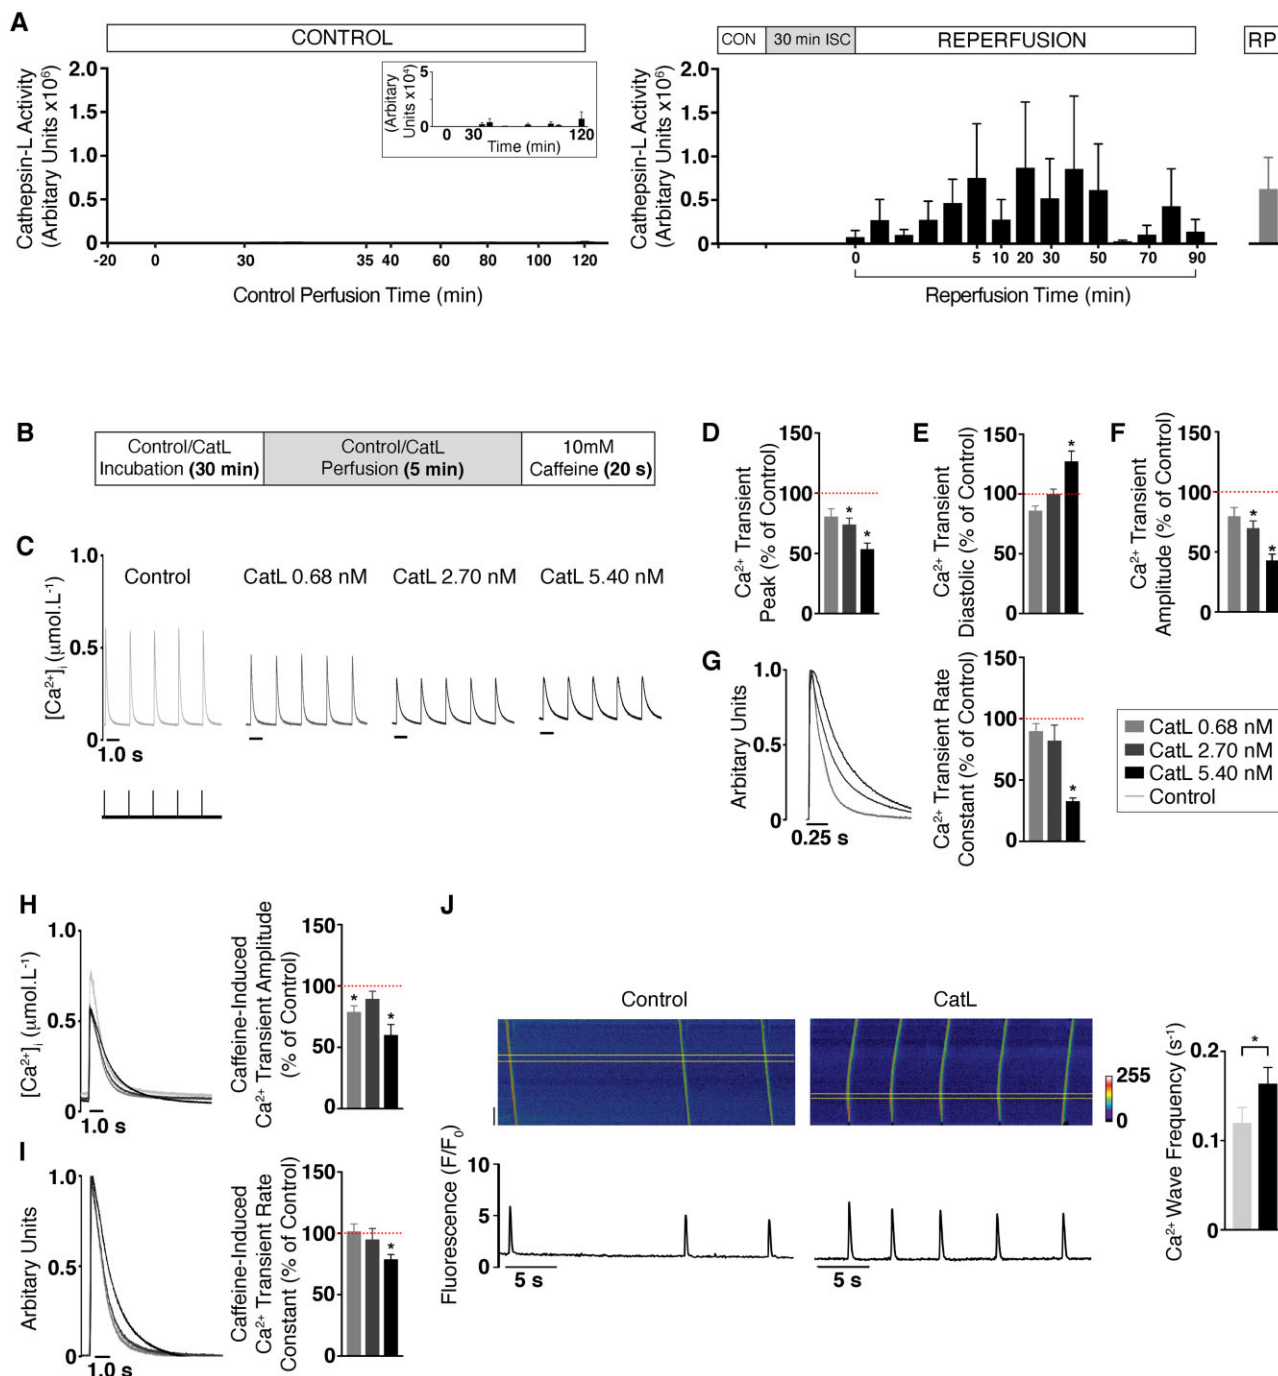 A
CONTROL
Cathepsin-L Activity
(Arbitary Units x10⁶)
2.0
1.5
1.0
0.5
0
-20 0 30 35 40 60 80 100 120
Control Perfusion Time (min)
(Arbitary
Units x10⁴)
5
0
0 30 120
Time (min)
CON 30 min ISC REPERFUSION
Cathepsin-L Activity
(Arbitary Units x10⁶)
2.0
1.5
1.0
0.5
0
0 5 10 20 30 50 70 90
Reperfusion Time (min)
RP
B
Control/CatL
Incubation (30 min)
Control/CatL
Perfusion (5 min)
10mM
Caffeine (20 s)
C
[Ca²⁺]ᵢ (µmol.L⁻¹)
1.0
0.5
0
Control CatL 0.68 nM CatL 2.70 nM CatL 5.40 nM
1.0 s
D
Ca²⁺ Transient
Peak (% of Control)
150
100
50
0
* *
E
Ca²⁺ Transient
Diastolic (% of Control)
150
100
50
0
*
F
Ca²⁺ Transient
Amplitude (% of Control)
150
100
50
0
* *
G
Arbitary Units
1.0
0.5
0
0.25 s
Ca²⁺ Transient Rate
Constant (% of Control)
150
100
50
0
*
CatL 0.68 nM
CatL 2.70 nM
CatL 5.40 nM
Control
H
[Ca²⁺]ᵢ (µmol.L⁻¹)
1.0
0.5
0
1.0 s
Caffeine-Induced
Ca²⁺ Transient Amplitude
(% of Control)
150
100
50
0
* *
I
Arbitary Units
1.0
0.5
0
1.0 s
Caffeine-Induced
Ca²⁺ Transient Rate
Constant (% of Control)
150
100
50
0
*
J
Control CatL
255
0
Fluorescence (F/F₀)
10
5
0
5 s 5 s
Ca²⁺ Wave Frequency (s⁻¹)
0.2
0.1
0
*